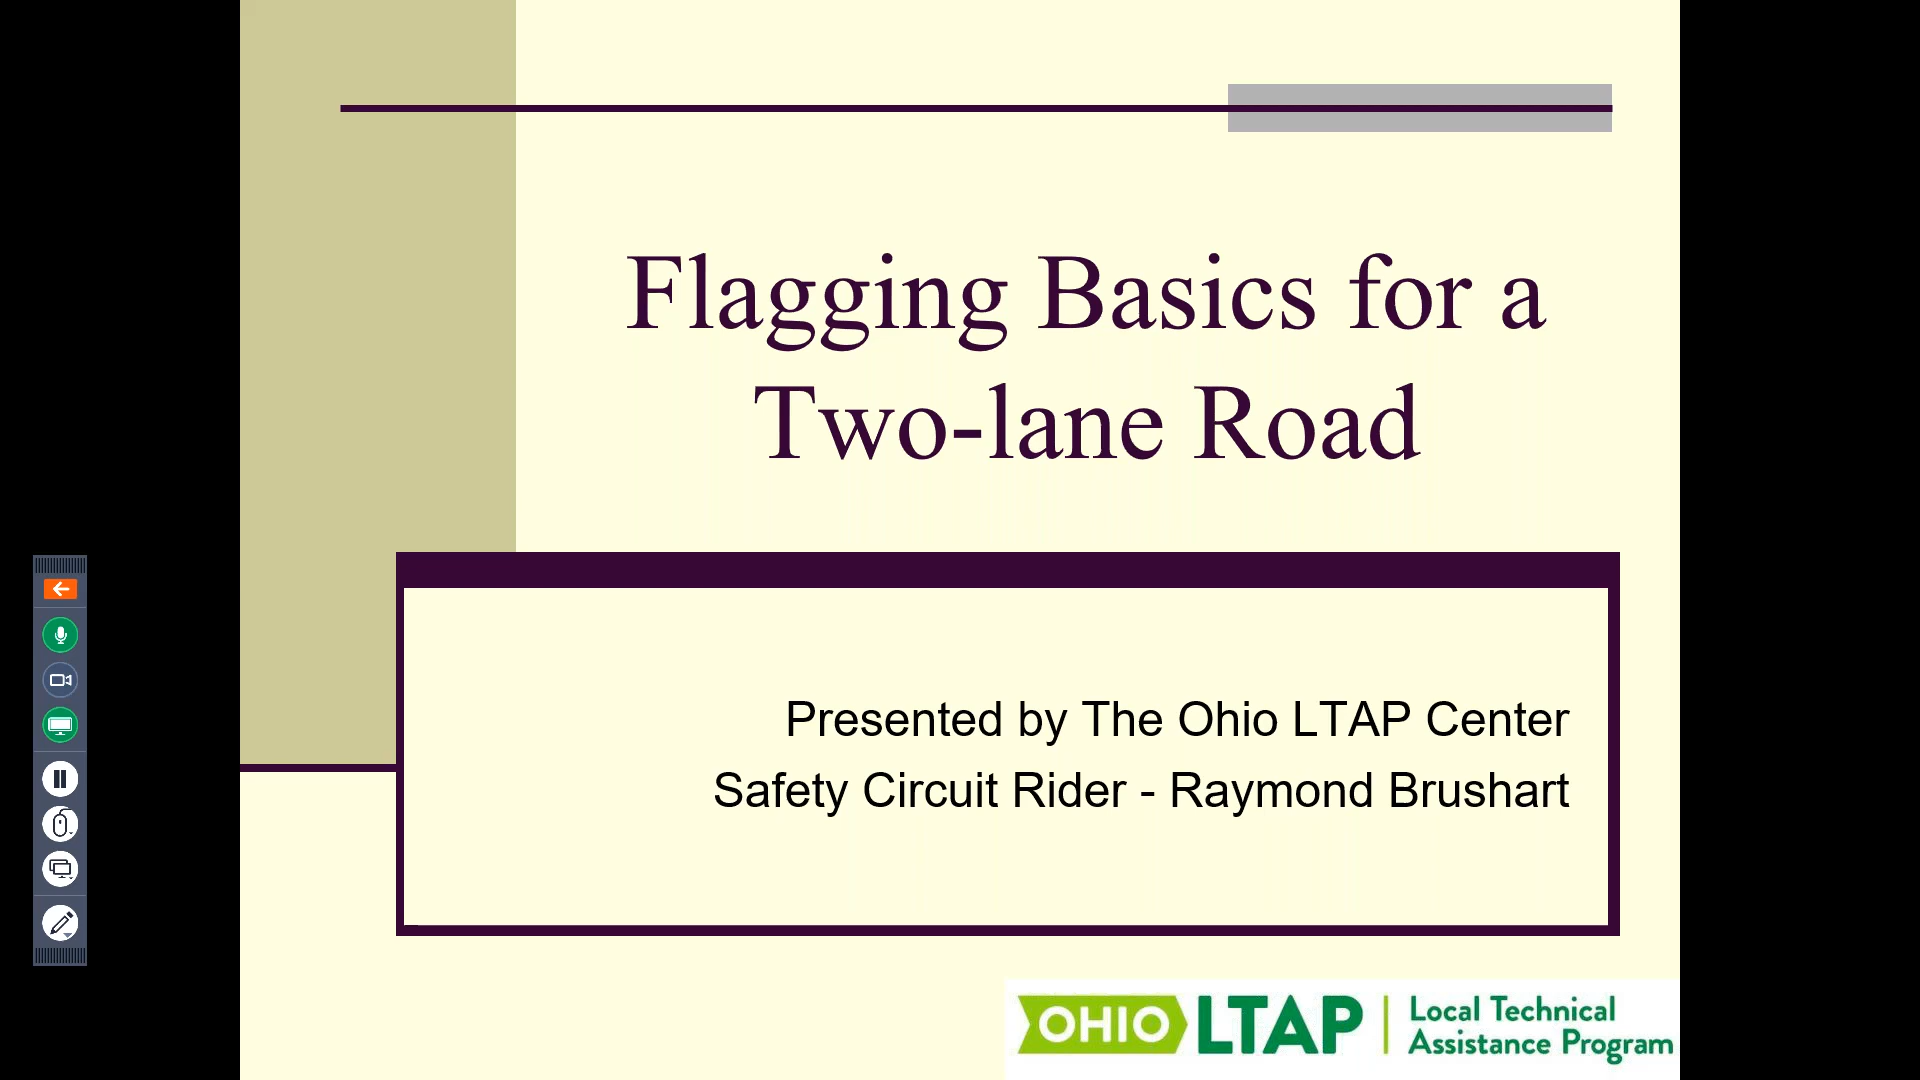 Flagging Basics for a
Two-lane Road
Presented by The Ohio LTAP Center
Safety Circuit Rider - Raymond Brushart
OHIO LTAP Local Technical
Assistance Program